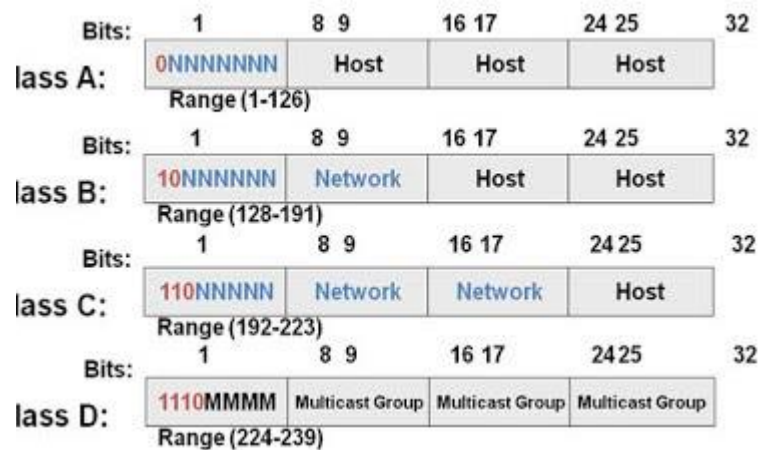 Bits: 1 8 9 16 17 24 25 32
lass A: 0NNNNNNN Host Host Host
Range (1-126)
Bits: 1 8 9 16 17 24 25 32
lass B: 10NNNNNN Network Host Host
Range (128-191)
Bits: 1 8 9 16 17 24 25 32
lass C: 110NNNNN Network Network Host
Range (192-223)
Bits: 1 8 9 16 17 24 25 32
lass D: 1110MMMM Multicast Group Multicast Group Multicast Group
Range (224-239)